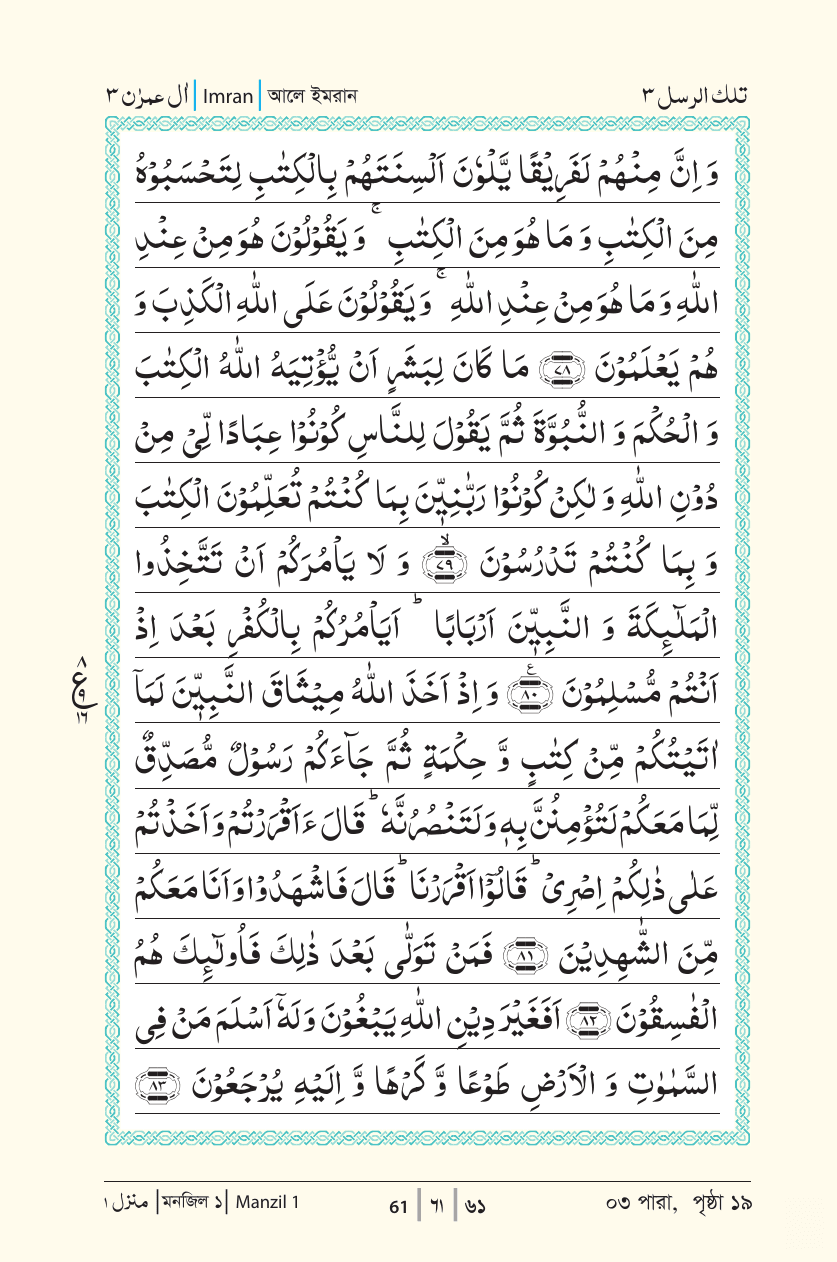 اٰل عمرٰن ٣ | Imran | আলে ইমরান تلك الرسل ٣
وَ اِنَّ مِنْهُمْ لَفَرِيْقًا يَّلْوٗنَ اَلْسِنَتَهُمْ بِالْكِتٰبِ لِتَحْسَبُوْهُ
مِنَ الْكِتٰبِ وَ مَا هُوَ مِنَ الْكِتٰبِ ۚ وَ يَقُوْلُوْنَ هُوَ مِنْ عِنْدِ
اللّٰهِ وَ مَا هُوَ مِنْ عِنْدِ اللّٰهِ ۚ وَ يَقُوْلُوْنَ عَلَى اللّٰهِ الْكَذِبَ وَ
هُمْ يَعْلَمُوْنَ ﴿٧٨﴾ مَا كَانَ لِبَشَرٍ اَنْ يُّؤْتِيَهُ اللّٰهُ الْكِتٰبَ
وَ الْحُكْمَ وَ النُّبُوَّةَ ثُمَّ يَقُوْلَ لِلنَّاسِ كُوْنُوْا عِبَادًا لِّيْ مِنْ
دُوْنِ اللّٰهِ وَ لٰكِنْ كُوْنُوْا رَبّٰنِيّٖنَ بِمَا كُنْتُمْ تُعَلِّمُوْنَ الْكِتٰبَ
وَ بِمَا كُنْتُمْ تَدْرُسُوْنَ ﴿٧٩﴾ۙ وَ لَا يَاْمُرَكُمْ اَنْ تَتَّخِذُوا
الْمَلٰٓئِكَةَ وَ النَّبِيّٖنَ اَرْبَابًا ؕ اَيَاْمُرُكُمْ بِالْكُفْرِ بَعْدَ اِذْ
اَنْتُمْ مُّسْلِمُوْنَ ﴿٨٠﴾ؒ وَ اِذْ اَخَذَ اللّٰهُ مِيْثَاقَ النَّبِيّٖنَ لَمَاۤ
٨ ع ٩ ١٦
اٰتَيْتُكُمْ مِّنْ كِتٰبٍ وَّ حِكْمَةٍ ثُمَّ جَآءَكُمْ رَسُوْلٌ مُّصَدِّقٌ
لِّمَا مَعَكُمْ لَتُؤْمِنُنَّ بِهٖ وَ لَتَنْصُرُنَّهٗ ؕ قَالَ ءَاَقْرَرْتُمْ وَ اَخَذْتُمْ
عَلٰى ذٰلِكُمْ اِصْرِيْ ؕ قَالُوْۤا اَقْرَرْنَا ؕ قَالَ فَاشْهَدُوْا وَ اَنَا مَعَكُمْ
مِّنَ الشّٰهِدِيْنَ ﴿٨١﴾ فَمَنْ تَوَلّٰى بَعْدَ ذٰلِكَ فَاُولٰٓئِكَ هُمُ
الْفٰسِقُوْنَ ﴿٨٢﴾ اَفَغَيْرَ دِيْنِ اللّٰهِ يَبْغُوْنَ وَ لَهٗۤ اَسْلَمَ مَنْ فِي
السَّمٰوٰتِ وَ الْاَرْضِ طَوْعًا وَّ كَرْهًا وَّ اِلَيْهِ يُرْجَعُوْنَ ﴿٨٣﴾
منزل ١ | মনজিল ১ | Manzil 1 61 | ٦١ | ৬১ ০৩ পারা, পৃষ্ঠা ১৯